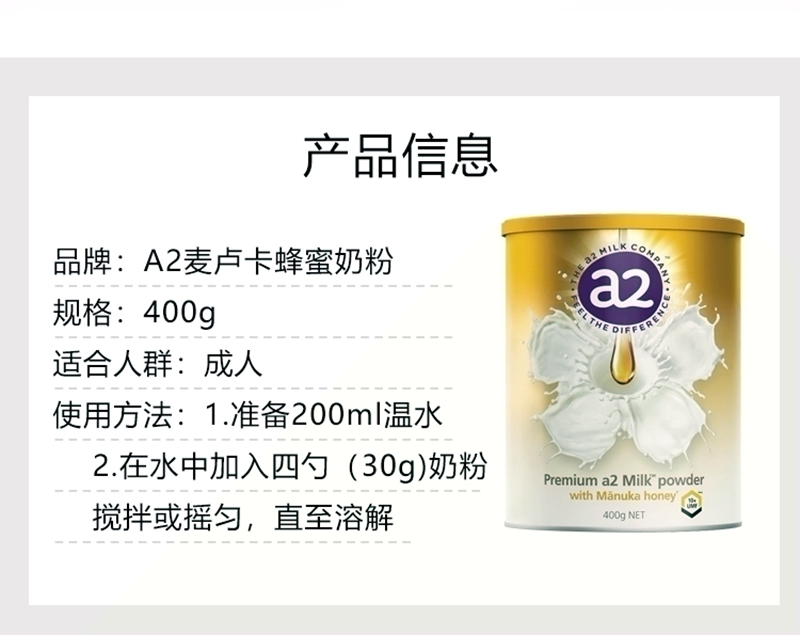 产品信息
品牌：A2麦卢卡蜂蜜奶粉
规格：400g
适合人群：成人
使用方法：1.准备200ml温水
2.在水中加入四勺（30g)奶粉
搅拌或摇匀，直至溶解
THE a2 MILK COMPANY
a2
FEEL THE DIFFERENCE
Premium a2 Milk™ powder
with Mānuka honey
10+
UMF
400g NET